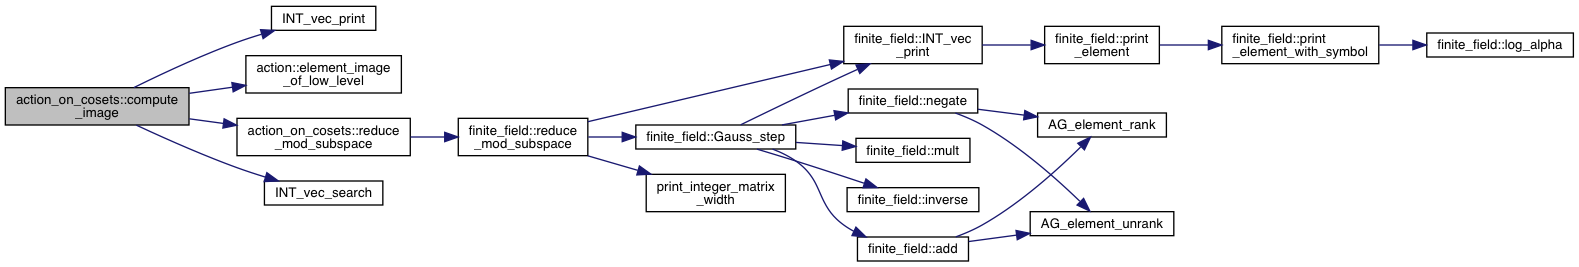 action_on_cosets::compute
_image
INT_vec_print
action::element_image
_of_low_level
action_on_cosets::reduce
_mod_subspace
INT_vec_search
finite_field::reduce
_mod_subspace
finite_field::INT_vec
_print
finite_field::Gauss_step
print_integer_matrix
_width
finite_field::print
_element
finite_field::print
_element_with_symbol
finite_field::log_alpha
finite_field::negate
finite_field::mult
finite_field::inverse
finite_field::add
AG_element_rank
AG_element_unrank